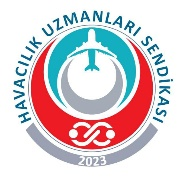 HAVACILIK UZMANLARI SENDİKASI
2023